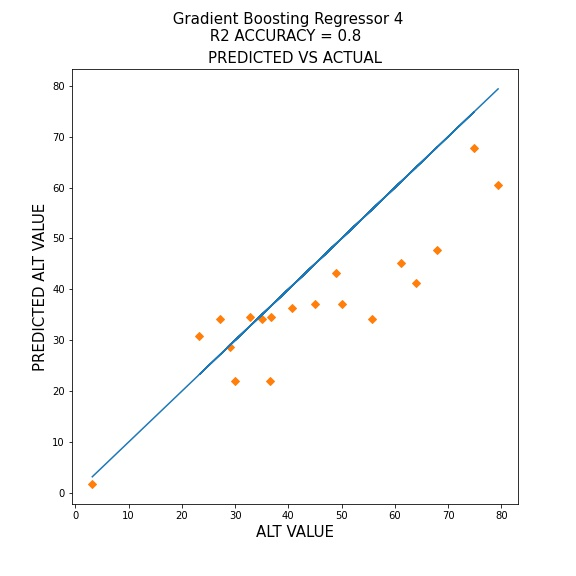 Gradient Boosting Regressor 4
R2 ACCURACY = 0.8
PREDICTED VS ACTUAL
80
70
60
50
40
30
20
10
0
PREDICTED ALT VALUE
0 10 20 30 40 50 60 70 80
ALT VALUE